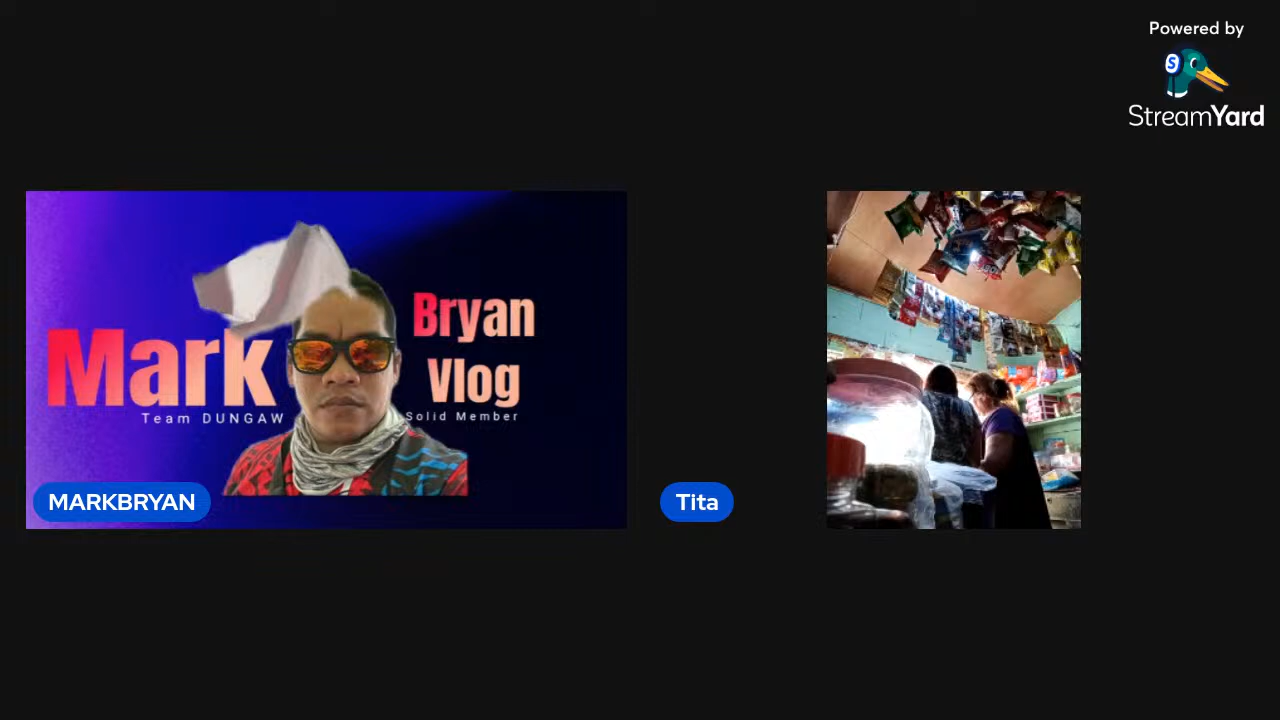 Powered by
S
StreamYard
Mark
Bryan
Vlog
Team DUNGAW
Solid Member
MARKBRYAN
Tita